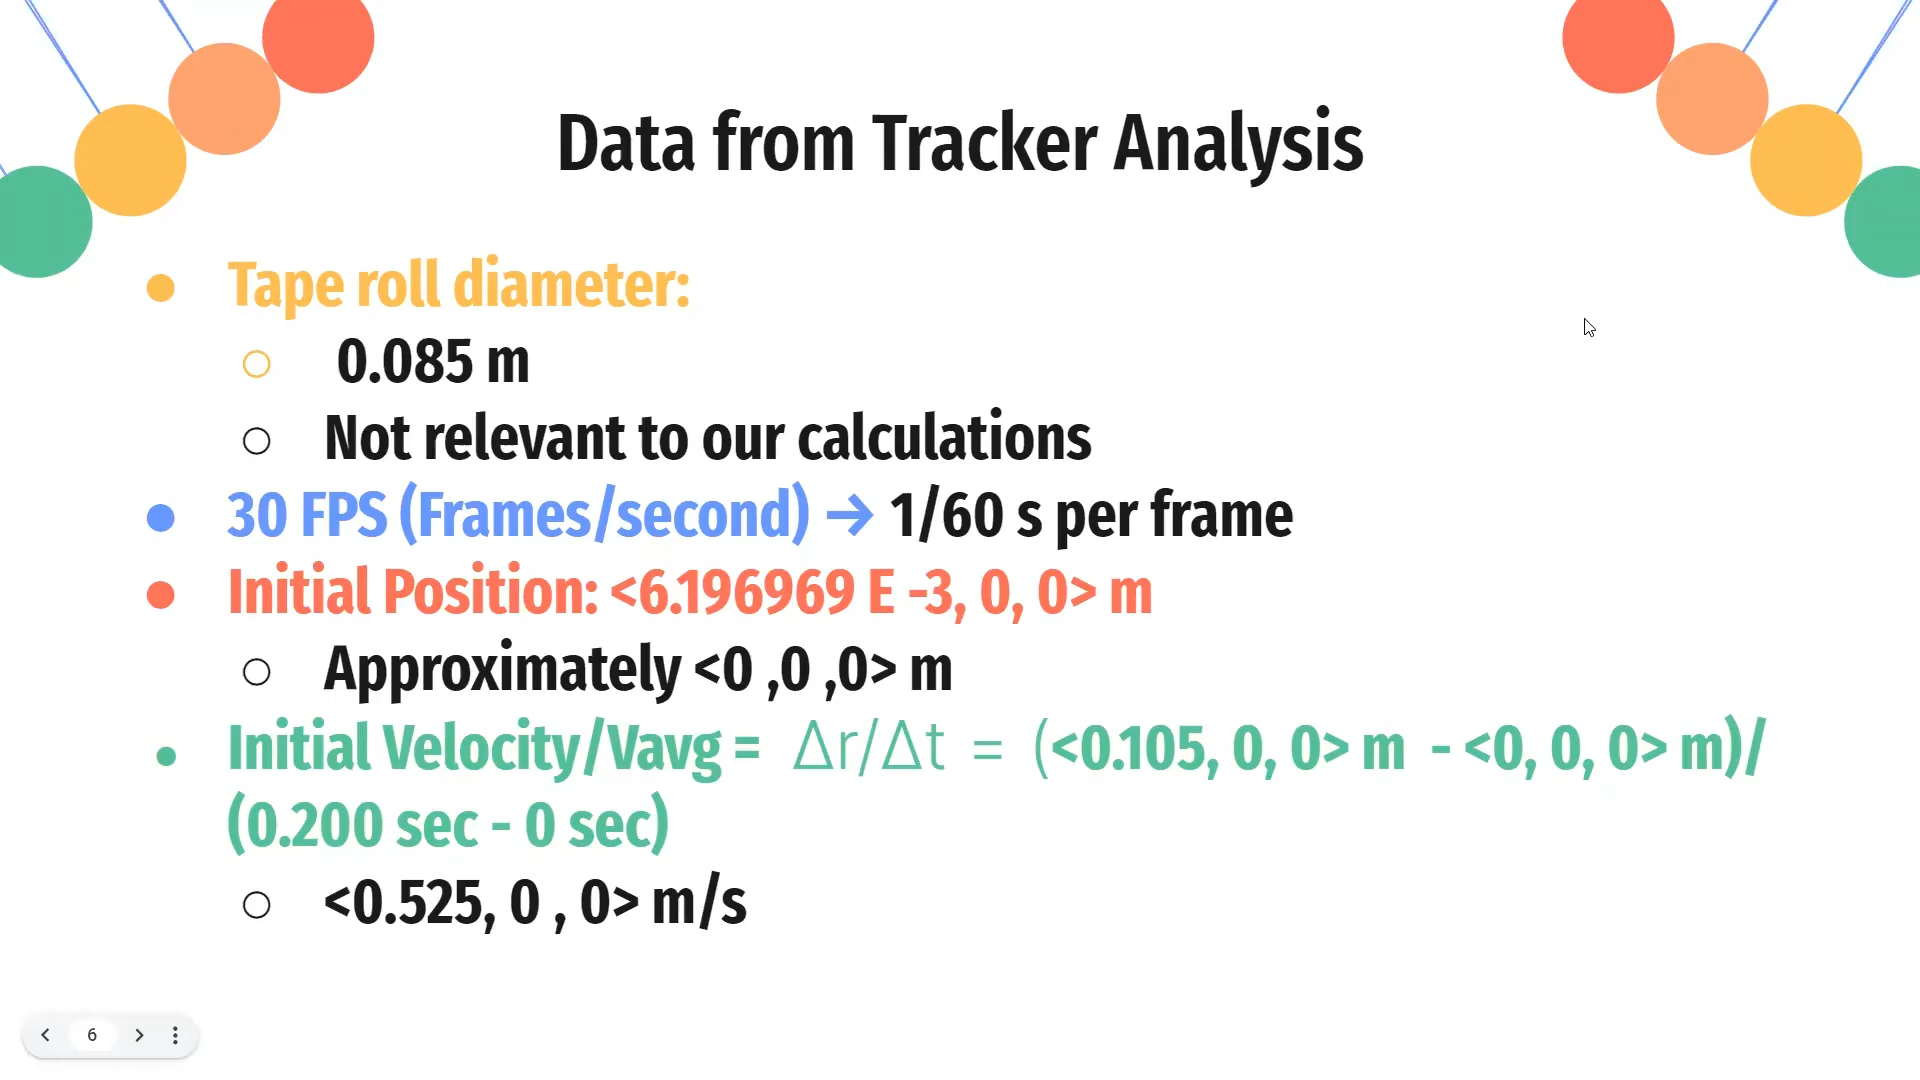 Data from Tracker Analysis
● Tape roll diameter:
○ 0.085 m
○ Not relevant to our calculations
● 30 FPS (Frames/second) → 1/60 s per frame
● Initial Position: <6.196969 E -3, 0, 0> m
○ Approximately <0 ,0 ,0> m
● Initial Velocity/Vavg = Δr/Δt = (<0.105, 0, 0> m - <0, 0, 0> m)/
(0.200 sec - 0 sec)
○ <0.525, 0 , 0> m/s
6